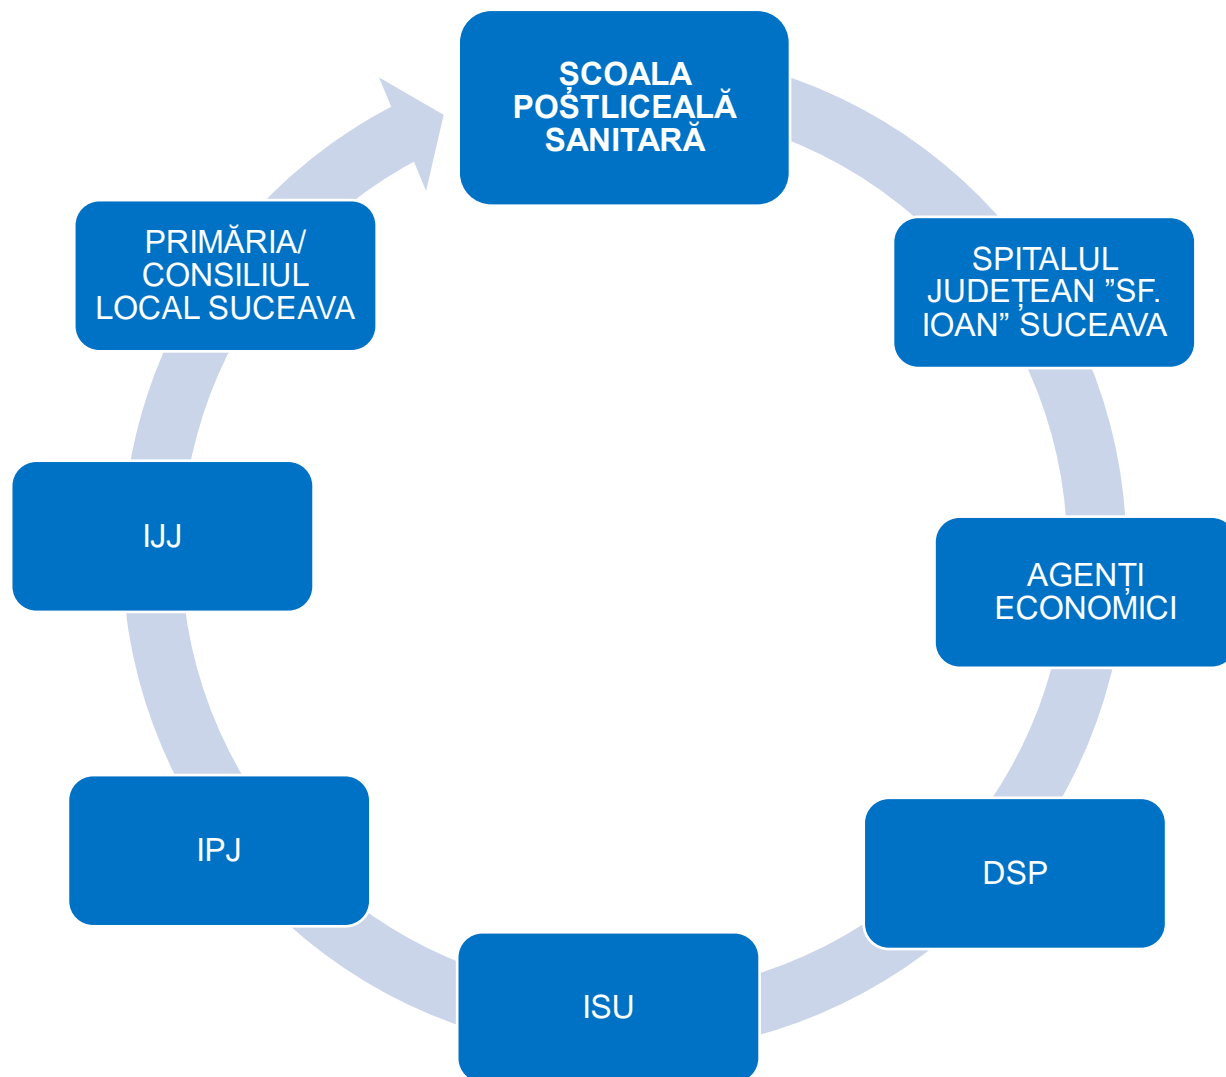 ȘCOALA
POSTLICEALĂ
SANITARĂ
SPITALUL
JUDEȚEAN ”SF.
IOAN” SUCEAVA
AGENȚI
ECONOMICI
DSP
ISU
IPJ
IJJ
PRIMĂRIA/
CONSILIUL
LOCAL SUCEAVA